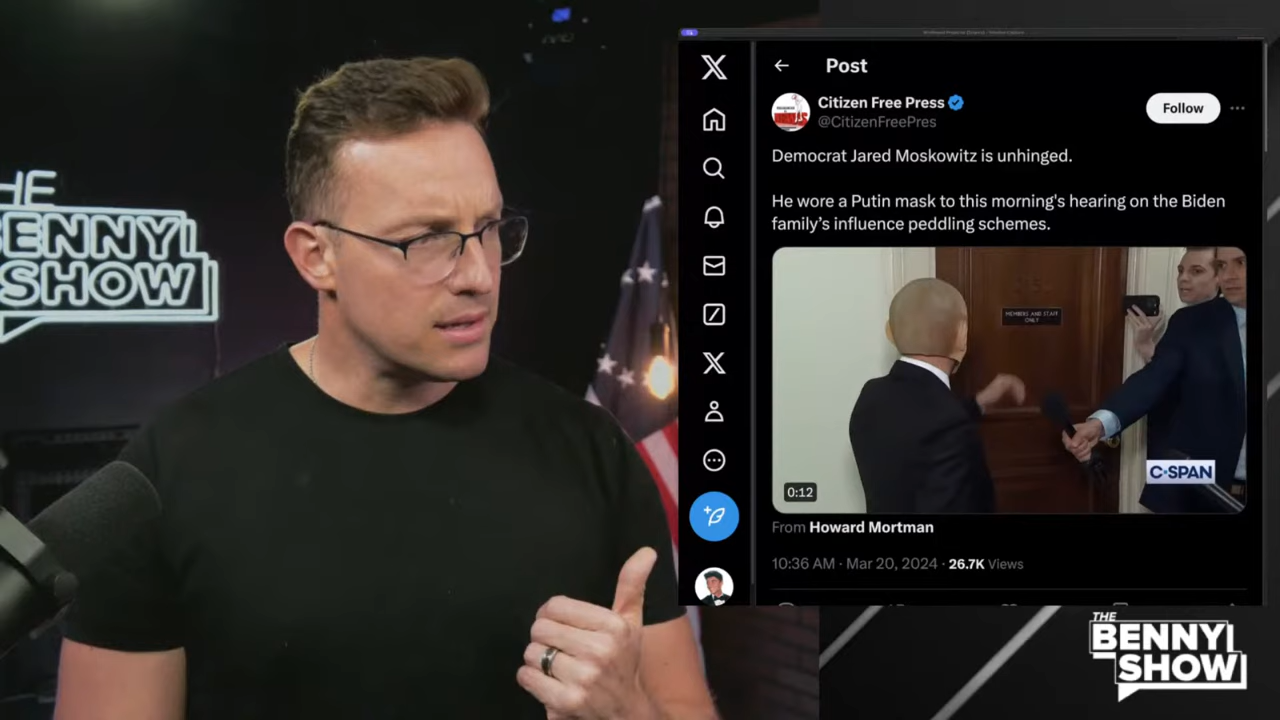 THE
BENNY
SHOW
Post
Citizen Free Press
@CitizenFreePres
Follow
Democrat Jared Moskowitz is unhinged.
He wore a Putin mask to this morning's hearing on the Biden
family's influence peddling schemes.
MEMBERS AND STAFF
ONLY
C-SPAN
0:12
From Howard Mortman
10:36 AM · Mar 20, 2024 · 26.7K Views
THE
BENNY
SHOW